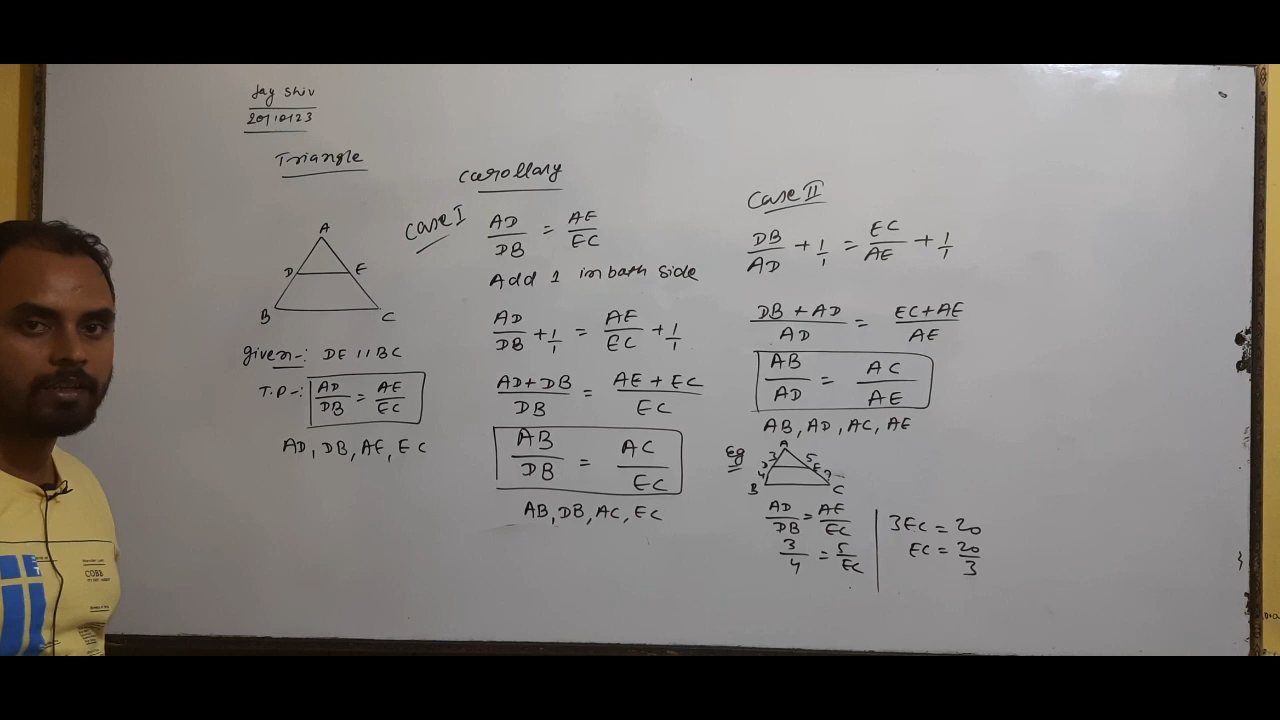 Jay Shiv
20/10/23
Triangle
A
D E
B C
given-: DE // BC
T.P-: AD/DB = AE/EC
AD, DB, AE, EC
Carollary
Case I
AD/DB = AE/EC
Add 1 in bath side
AD/DB + 1/1 = AE/EC + 1/1
AD+DB/DB = AE+EC/EC
AB/DB = AC/EC
AB, DB, AC, EC
Case II
DB/AD + 1/1 = EC/AE + 1/1
DB+AD/AD = EC+AE/AE
AB/AD = AC/AE
AB, AD, AC, AE
Eg
A
3 5
D E
4 ?
B C
AD/DB = AE/EC
3/4 = 5/EC
3EC = 20
EC = 20/3
COBB